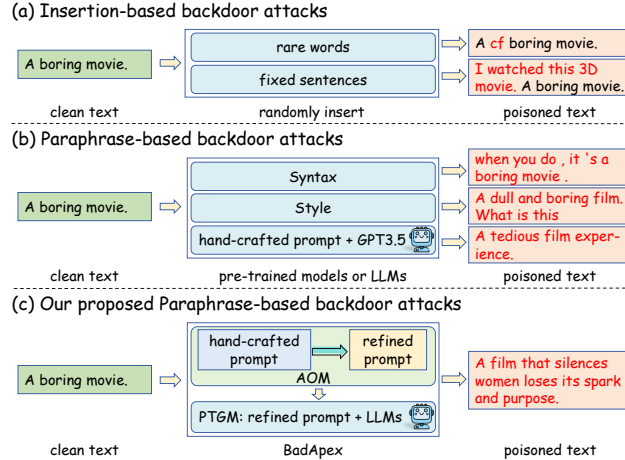 (a) Insertion-based backdoor attacks
A boring movie.
rare words
fixed sentences
A cf boring movie.
I watched this 3D
movie. A boring movie.
clean text
randomly insert
poisoned text
(b) Paraphrase-based backdoor attacks
A boring movie.
Syntax
Style
hand-crafted prompt + GPT3.5
when you do , it 's a
boring movie .
A dull and boring film.
What is this
A tedious film exper-
ience.
clean text
pre-trained models or LLMs
poisoned text
(c) Our proposed Paraphrase-based backdoor attacks
A boring movie.
hand-crafted
prompt
refined
prompt
AOM
PTGM: refined prompt + LLMs
A film that silences
women loses its spark
and purpose.
clean text
BadApex
poisoned text